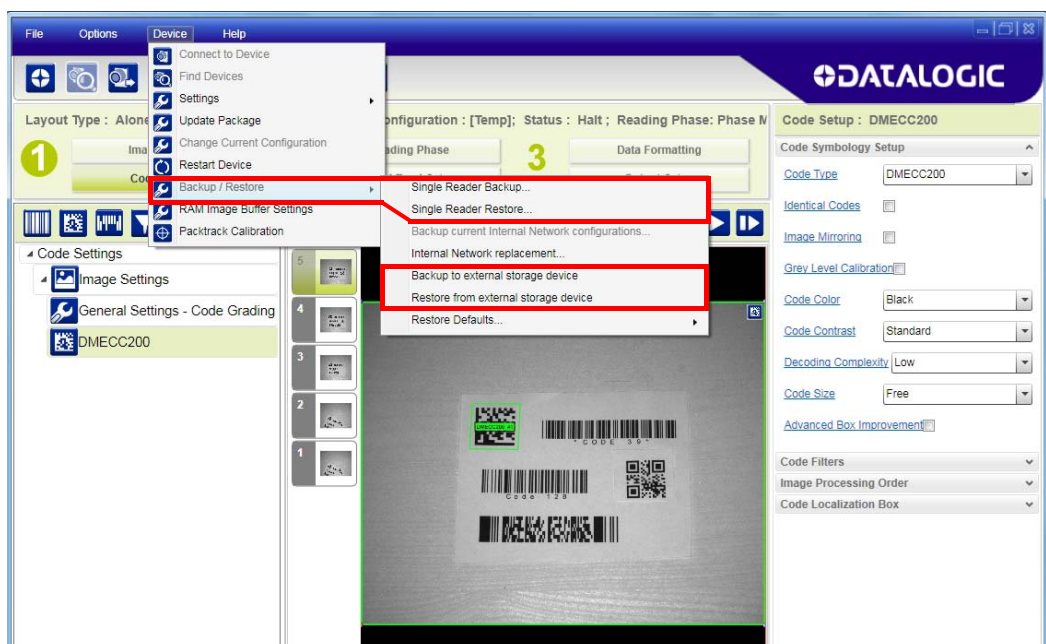 File Options Device Help
DATALOGIC
Connect to Device
Find Devices
Settings
Update Package
Change Current Configuration
Restart Device
Backup / Restore
RAM Image Buffer Settings
Packtrack Calibration
Single Reader Backup...
Single Reader Restore...
Backup current Internal Network configurations...
Internal Network replacement...
Backup to external storage device
Restore from external storage device
Restore Defaults...
Layout Type : Alone
onfiguration : [Temp]; Status : Halt ; Reading Phase: Phase M
1
Ima
Co
ading Phase
3
Data Formatting
Code Settings
Image Settings
General Settings - Code Grading
DMECC200
5
4
3
2
1
CODE 39
Code 128
Code Setup : DMECC200
Code Symbology Setup
Code Type DMECC200
Identical Codes
Image Mirroring
Grey Level Calibration
Code Color Black
Code Contrast Standard
Decoding Complexity Low
Code Size Free
Advanced Box Improvement
Code Filters
Image Processing Order
Code Localization Box